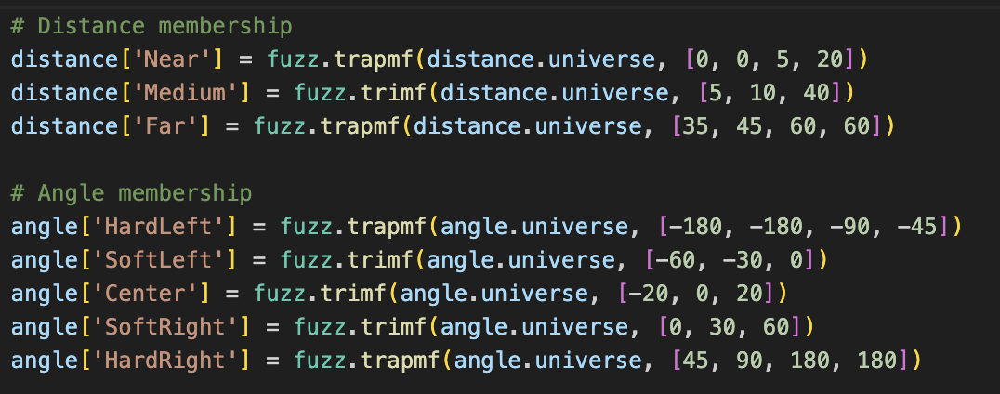 # Distance membership
distance['Near'] = fuzz.trapmf(distance.universe, [0, 0, 5, 20])
distance['Medium'] = fuzz.trimf(distance.universe, [5, 10, 40])
distance['Far'] = fuzz.trapmf(distance.universe, [35, 45, 60, 60])
# Angle membership
angle['HardLeft'] = fuzz.trapmf(angle.universe, [-180, -180, -90, -45])
angle['SoftLeft'] = fuzz.trimf(angle.universe, [-60, -30, 0])
angle['Center'] = fuzz.trimf(angle.universe, [-20, 0, 20])
angle['SoftRight'] = fuzz.trimf(angle.universe, [0, 30, 60])
angle['HardRight'] = fuzz.trapmf(angle.universe, [45, 90, 180, 180])